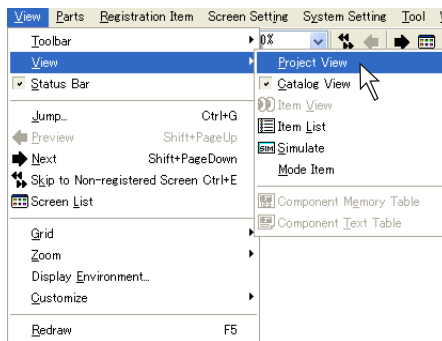 View Parts Registration Item Screen Setting System Setting Tool
Toolbar
0%
View
Project View
Status Bar
Catalog View
Item View
Jump... Ctrl+G
Item List
Preview Shift+PageUp
Simulate
Next Shift+PageDown
Mode Item
Skip to Non-registered Screen Ctrl+E
Screen List
Component Memory Table
Component Text Table
Grid
Zoom
Display Environment...
Customize
Redraw F5